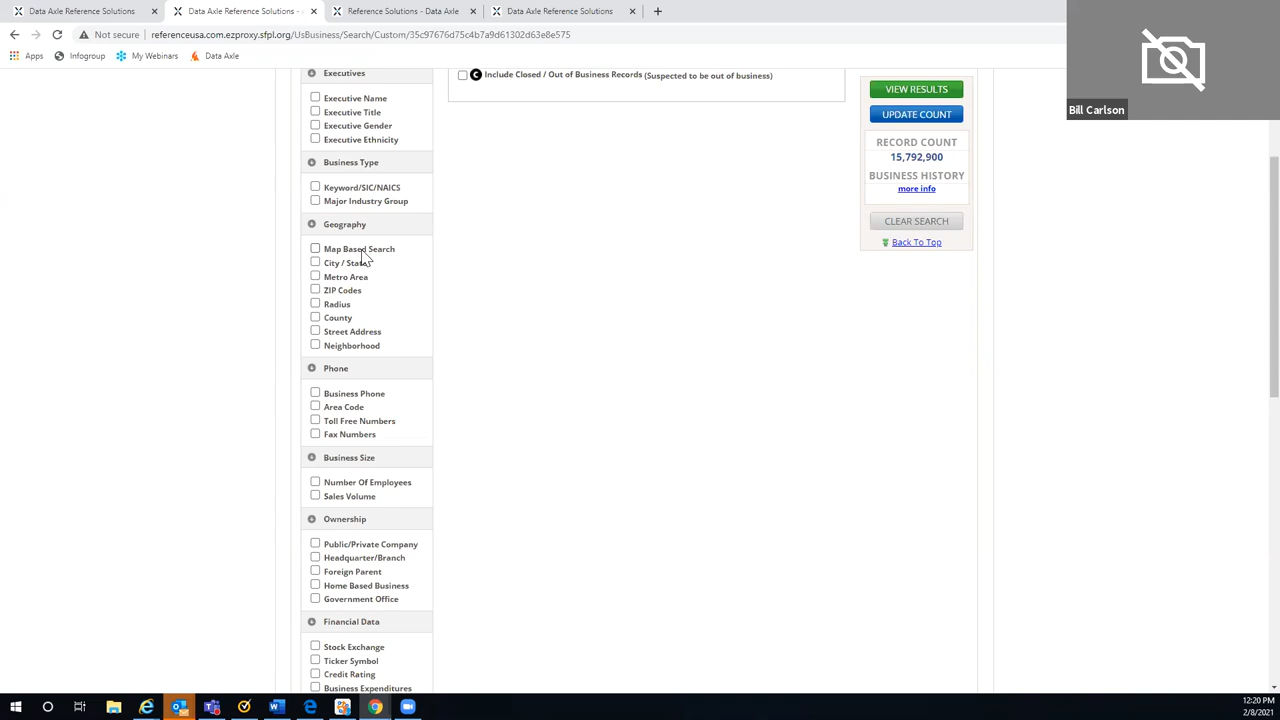 Data Axle Reference Solutions
Data Axle Reference Solutions -
Reference Solutions - Data Axle
Data Axle Reference Solutions
Not secure
referenceusa.com.ezproxy.sfpl.org/UsBusiness/Search/Custom/35c97676d75c4b7a9d61302d63e8e575
Apps
Infogroup
My Webinars
Data Axle
Bill Carlson
Executives
Executive Name
Executive Title
Executive Gender
Executive Ethnicity
Business Type
Keyword/SIC/NAICS
Major Industry Group
Geography
Map Based Search
City / State
Metro Area
ZIP Codes
Radius
County
Street Address
Neighborhood
Phone
Business Phone
Area Code
Toll Free Numbers
Fax Numbers
Business Size
Number Of Employees
Sales Volume
Ownership
Public/Private Company
Headquarter/Branch
Foreign Parent
Home Based Business
Government Office
Financial Data
Stock Exchange
Ticker Symbol
Credit Rating
Business Expenditures
C Include Closed / Out of Business Records (Suspected to be out of business)
VIEW RESULTS
UPDATE COUNT
RECORD COUNT
15,792,900
BUSINESS HISTORY
more info
CLEAR SEARCH
Back To Top
12:20 PM
2/8/2021